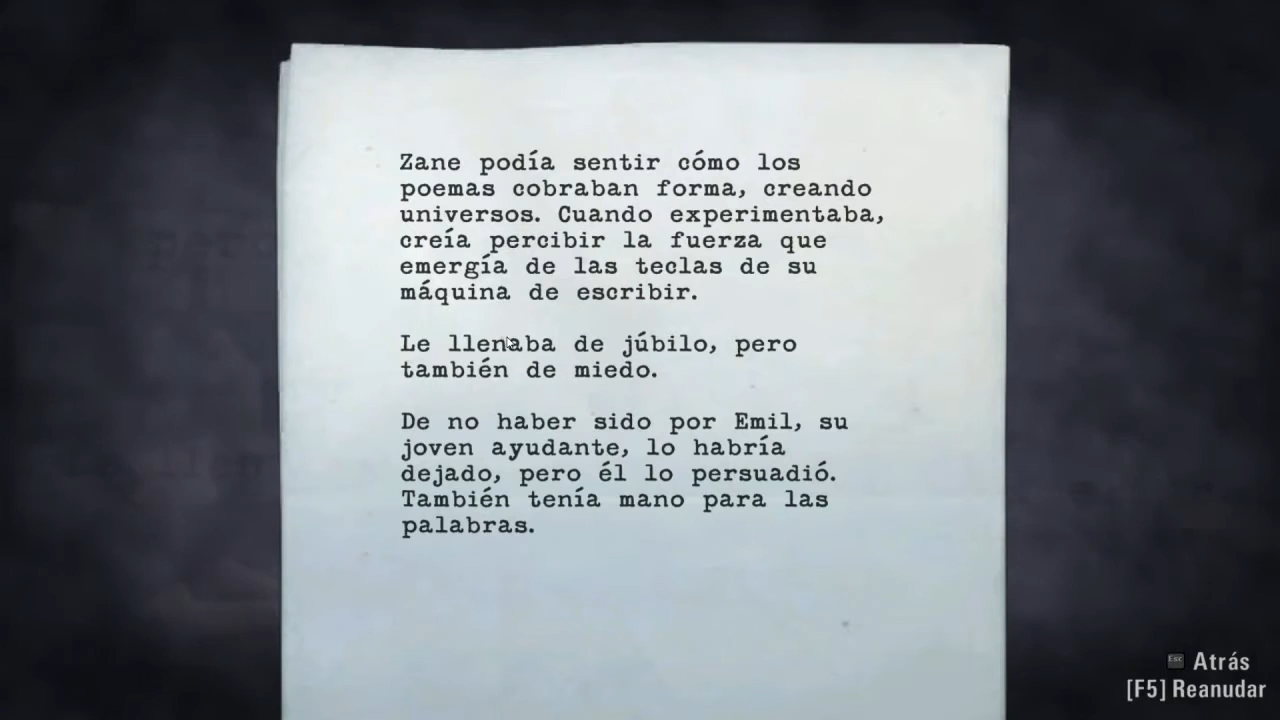 Zane podía sentir cómo los
poemas cobraban forma, creando
universos. Cuando experimentaba,
creía percibir la fuerza que
emergía de las teclas de su
máquina de escribir.
Le llenaba de júbilo, pero
también de miedo.
De no haber sido por Emil, su
joven ayudante, lo habría
dejado, pero él lo persuadió.
También tenía mano para las
palabras.
Esc Atrás
[F5] Reanudar